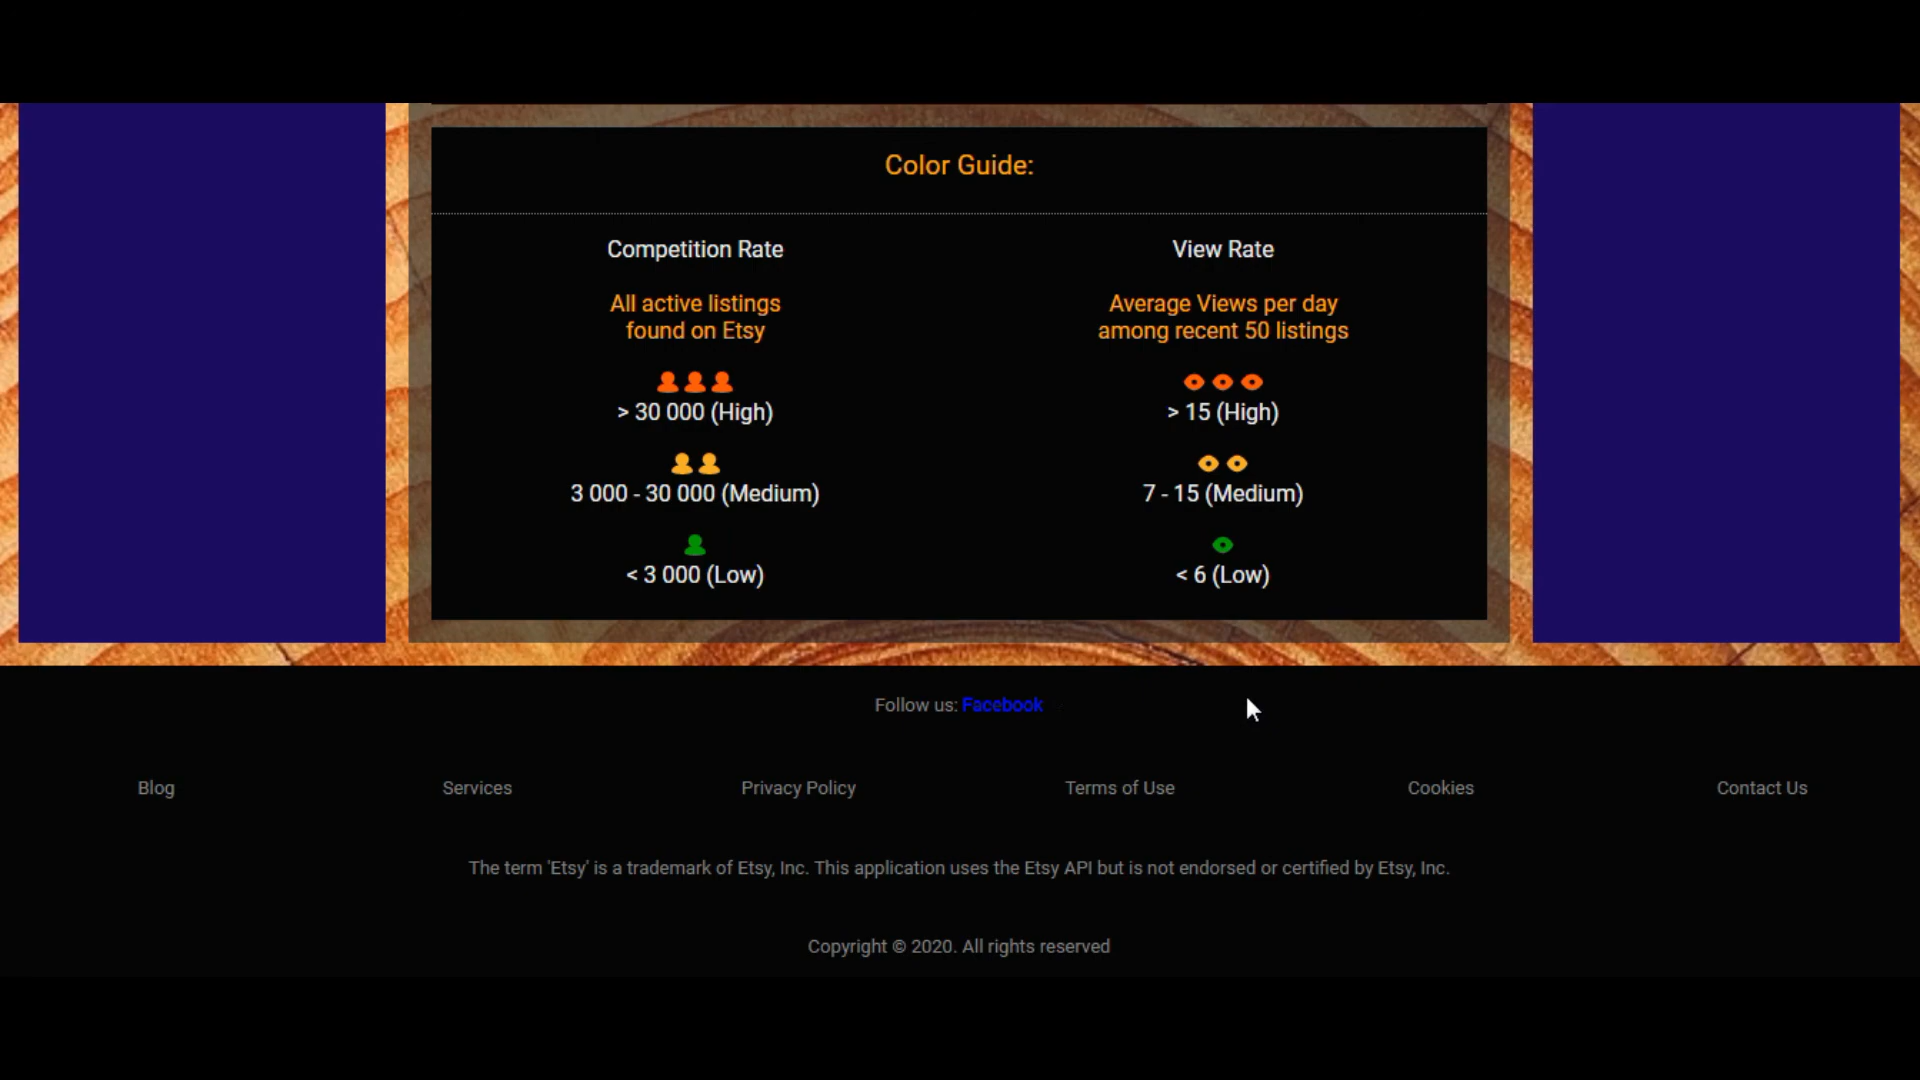 Color Guide:
Competition Rate
All active listings
found on Etsy
> 30 000 (High)
3 000 - 30 000 (Medium)
< 3 000 (Low)
View Rate
Average Views per day
among recent 50 listings
> 15 (High)
7 - 15 (Medium)
< 6 (Low)
Follow us: Facebook
Blog
Services
Privacy Policy
Terms of Use
Cookies
Contact Us
The term 'Etsy' is a trademark of Etsy, Inc. This application uses the Etsy API but is not endorsed or certified by Etsy, Inc.
Copyright © 2020. All rights reserved